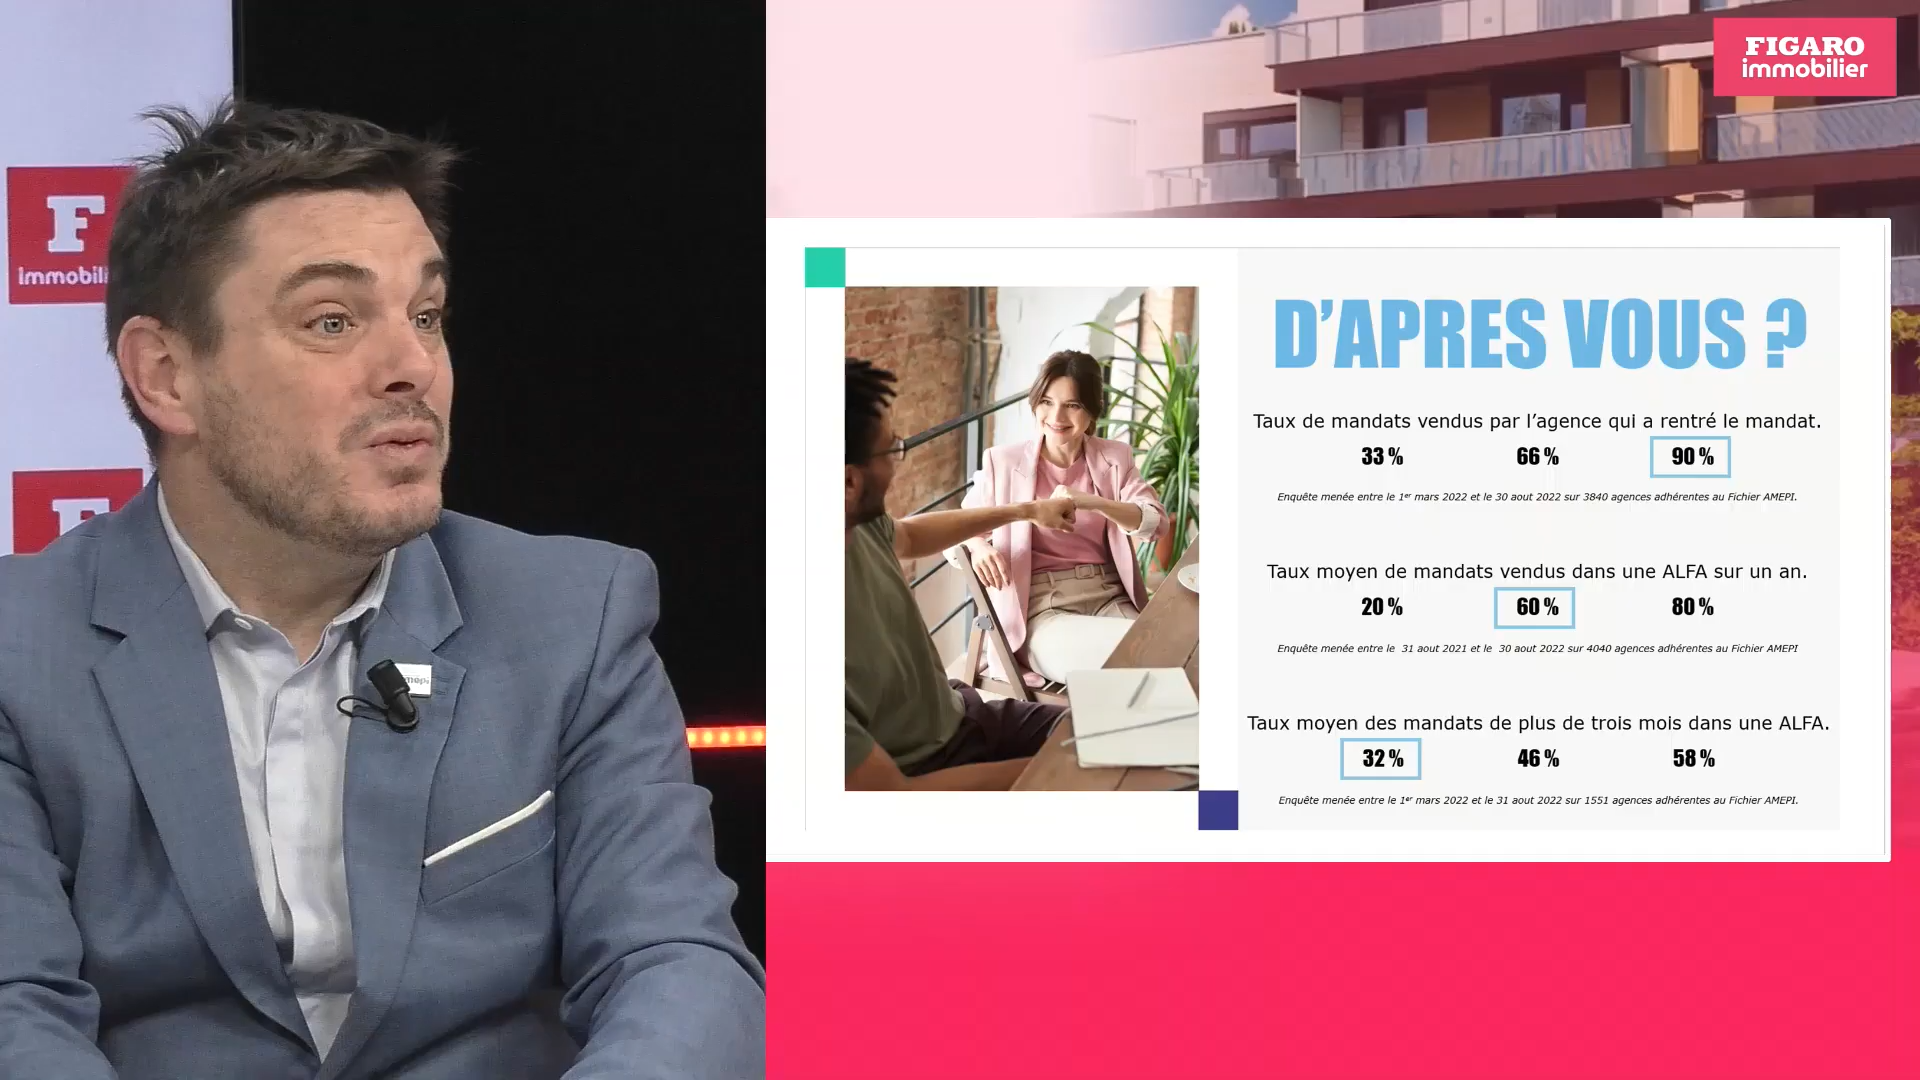 FIGARO
immobilier
F
immobili
F
mepi
D'APRES VOUS ?
Taux de mandats vendus par l'agence qui a rentré le mandat.
33 % 66 % 90 %
Enquête menée entre le 1er mars 2022 et le 30 aout 2022 sur 3840 agences adhérentes au Fichier AMEPI.
Taux moyen de mandats vendus dans une ALFA sur un an.
20 % 60 % 80 %
Enquête menée entre le 31 aout 2021 et le 30 aout 2022 sur 4040 agences adhérentes au Fichier AMEPI
Taux moyen des mandats de plus de trois mois dans une ALFA.
32 % 46 % 58 %
Enquête menée entre le 1er mars 2022 et le 31 aout 2022 sur 1551 agences adhérentes au Fichier AMEPI.